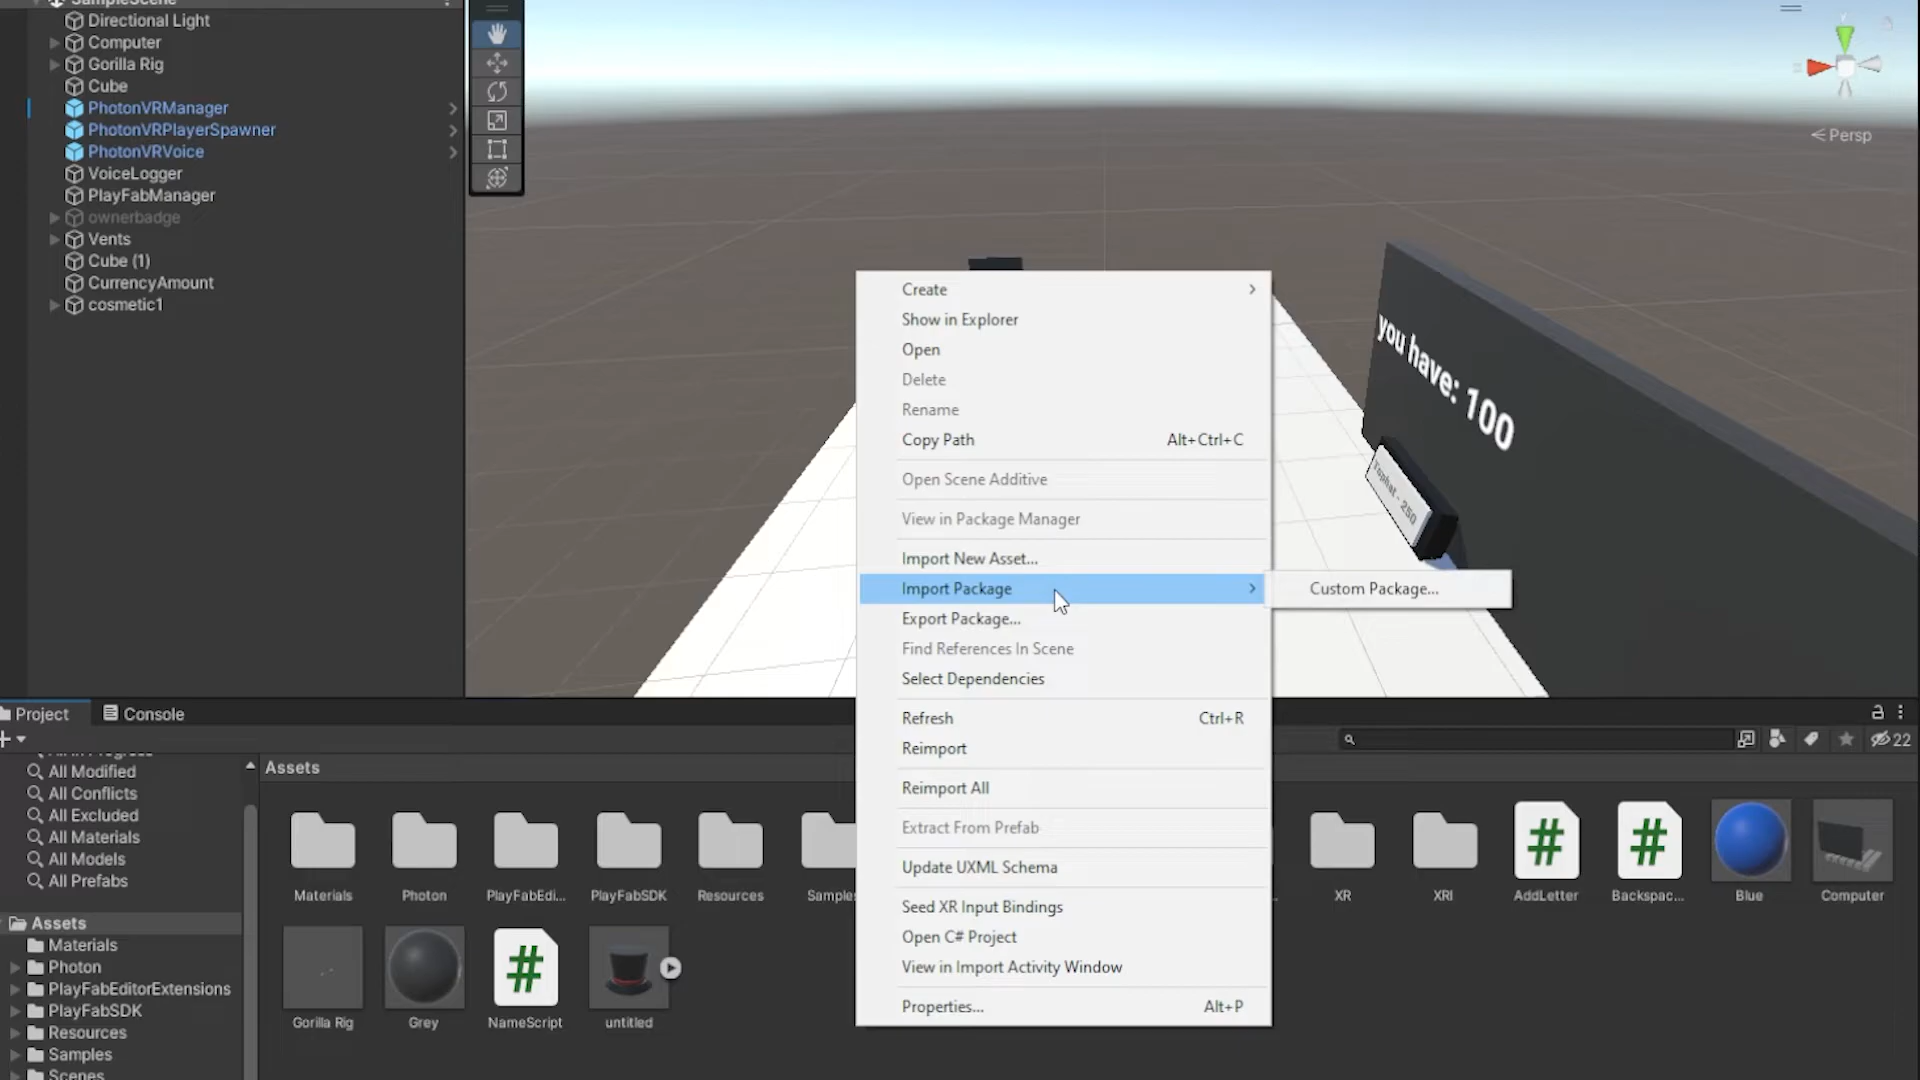 SampleScene
Directional Light
Computer
Gorilla Rig
Cube
PhotonVRManager
PhotonVRPlayerSpawner
PhotonVRVoice
VoiceLogger
PlayFabManager
ownerbadge
Vents
Cube (1)
CurrencyAmount
cosmetic1
< Persp
you have: 100
Tophat - 250
Create
Show in Explorer
Open
Delete
Rename
Copy Path Alt+Ctrl+C
Open Scene Additive
View in Package Manager
Import New Asset...
Import Package
Custom Package...
Export Package...
Find References In Scene
Select Dependencies
Refresh Ctrl+R
Reimport
Reimport All
Extract From Prefab
Update UXML Schema
Seed XR Input Bindings
Open C# Project
View in Import Activity Window
Properties... Alt+P
Project Console
22
All Modified
All Conflicts
All Excluded
All Materials
All Models
All Prefabs
Assets
Materials
Photon
PlayFabEditorExtensions
PlayFabSDK
Resources
Samples
Scenes
Assets
Materials Photon PlayFabEdi... PlayFabSDK Resources Samples XR XRI AddLetter Backspac... Blue Computer
Gorilla Rig Grey NameScript untitled